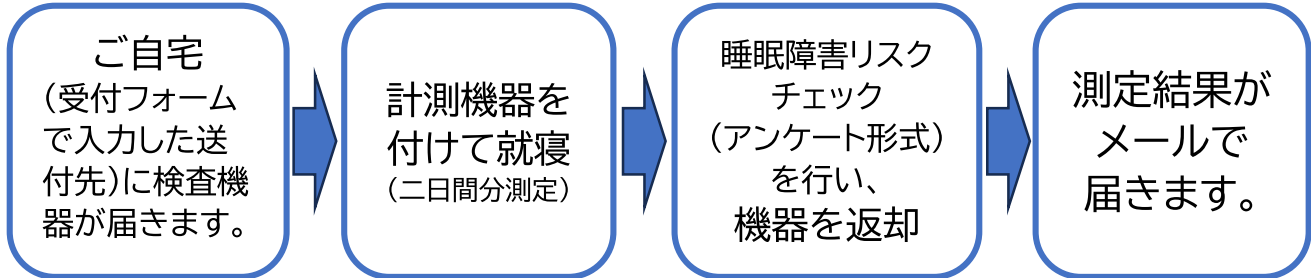 ご自宅
（受付フォーム
で入力した送
付先）に検査機
器が届きます。
計測機器を
付けて就寝
（二日間分測定）
睡眠障害リスク
チェック
（アンケート形式）
を行い、
機器を返却
測定結果が
メールで
届きます。